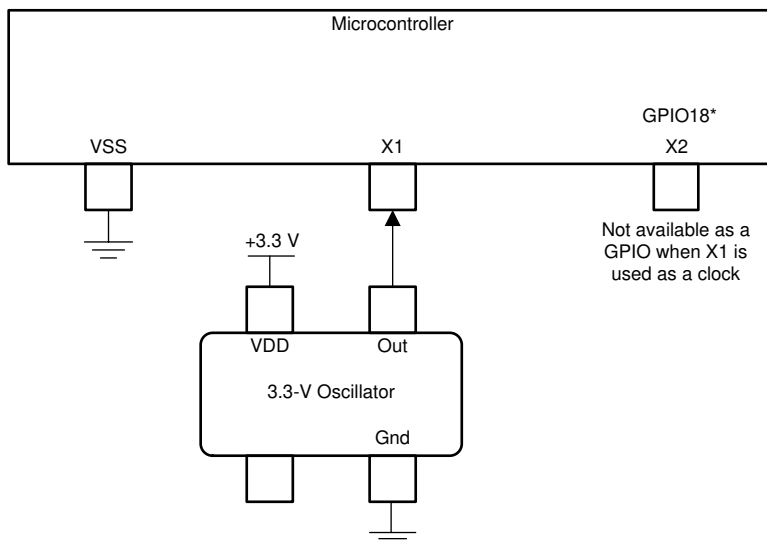 Microcontroller
GPIO18*
VSS
X1
X2
+3.3 V
Not available as a
GPIO when X1 is
used as a clock
VDD
Out
3.3-V Oscillator
Gnd